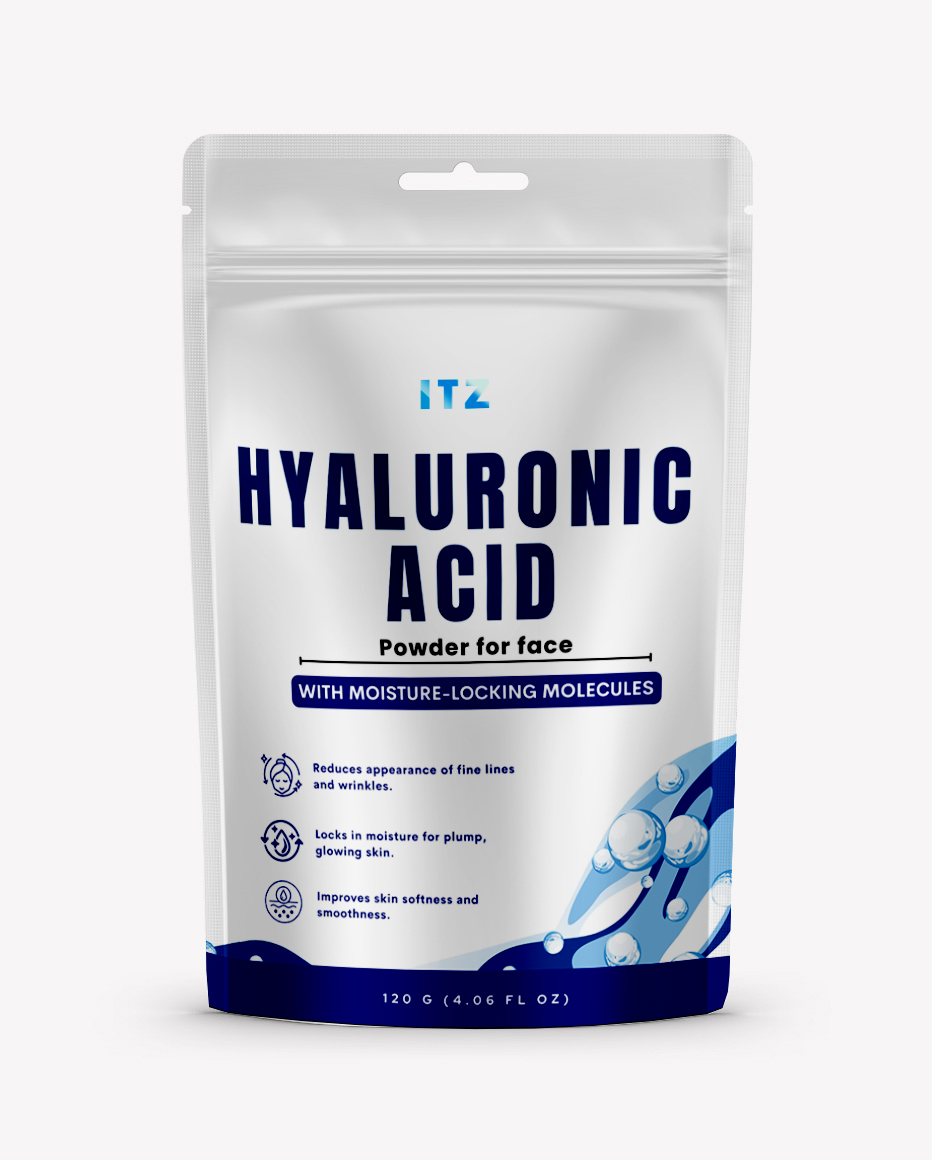 ITZ
HYALURONIC
ACID
Powder for face
WITH MOISTURE-LOCKING MOLECULES
Reduces appearance of fine lines
and wrinkles.
Locks in moisture for plump,
glowing skin.
Improves skin softness and
smoothness.
120 G (4.06 FL OZ)